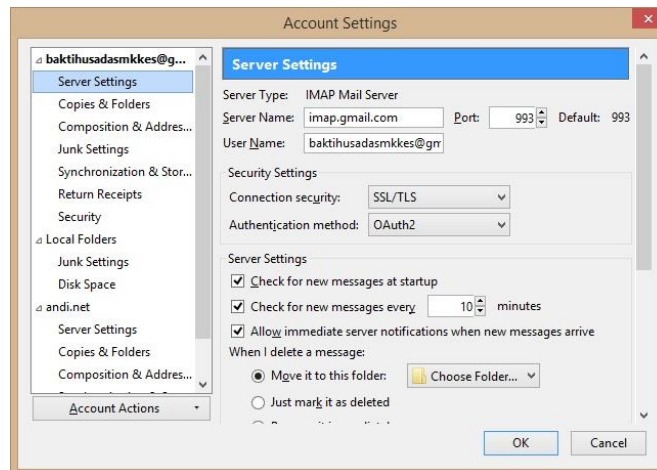 Account Settings
baktihusadasmkkes@g...
Server Settings
Copies & Folders
Composition & Addres...
Junk Settings
Synchronization & Stor...
Return Receipts
Security
Local Folders
Junk Settings
Disk Space
andi.net
Server Settings
Copies & Folders
Composition & Addres...
Account Actions
Server Settings
Server Type: IMAP Mail Server
Server Name: imap.gmail.com Port: 993 Default: 993
User Name: baktihusadasmkkes@gm
Security Settings
Connection security: SSL/TLS
Authentication method: OAuth2
Server Settings
Check for new messages at startup
Check for new messages every 10 minutes
Allow immediate server notifications when new messages arrive
When I delete a message:
Move it to this folder: Choose Folder...
Just mark it as deleted
OK Cancel